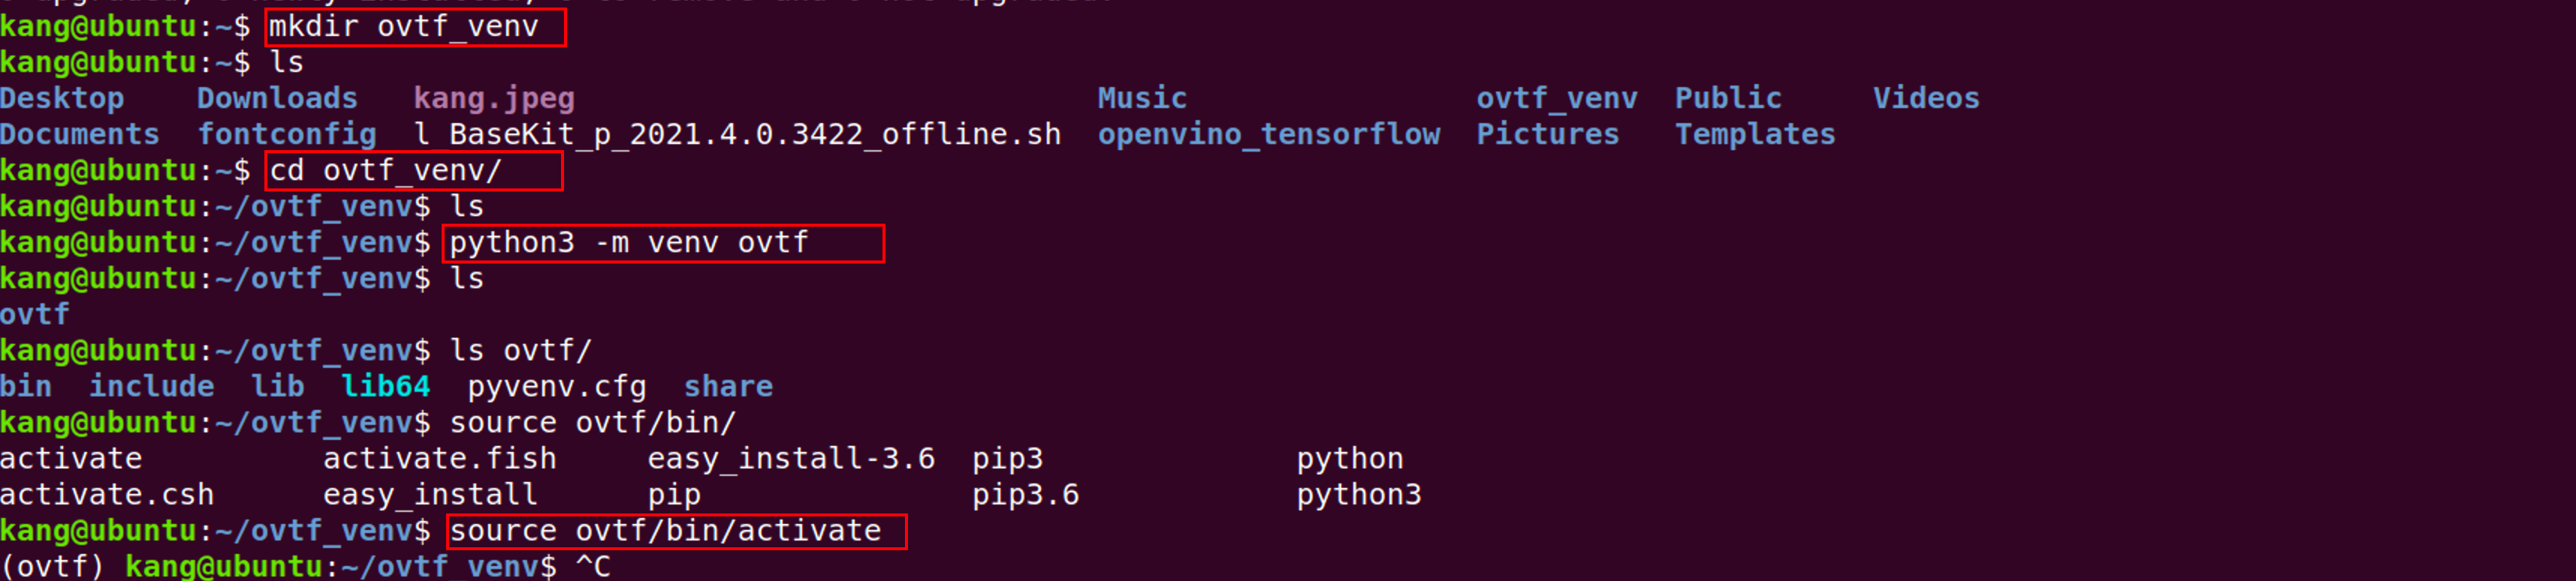 kang@ubuntu:~$ mkdir ovtf_venv
kang@ubuntu:~$ ls
Desktop    Downloads   kang.jpeg                             Music                ovtf_venv  Public     Videos
Documents  fontconfig  l_BaseKit_p_2021.4.0.3422_offline.sh  openvino_tensorflow  Pictures   Templates
kang@ubuntu:~$ cd ovtf_venv/
kang@ubuntu:~/ovtf_venv$ ls
kang@ubuntu:~/ovtf_venv$ python3 -m venv ovtf
kang@ubuntu:~/ovtf_venv$ ls
ovtf
kang@ubuntu:~/ovtf_venv$ ls ovtf/
bin  include  lib  lib64  pyvenv.cfg  share
kang@ubuntu:~/ovtf_venv$ source ovtf/bin/
activate          activate.fish     easy_install-3.6  pip3              python
activate.csh      easy_install      pip               pip3.6            python3
kang@ubuntu:~/ovtf_venv$ source ovtf/bin/activate
(ovtf) kang@ubuntu:~/ovtf_venv$ ^C